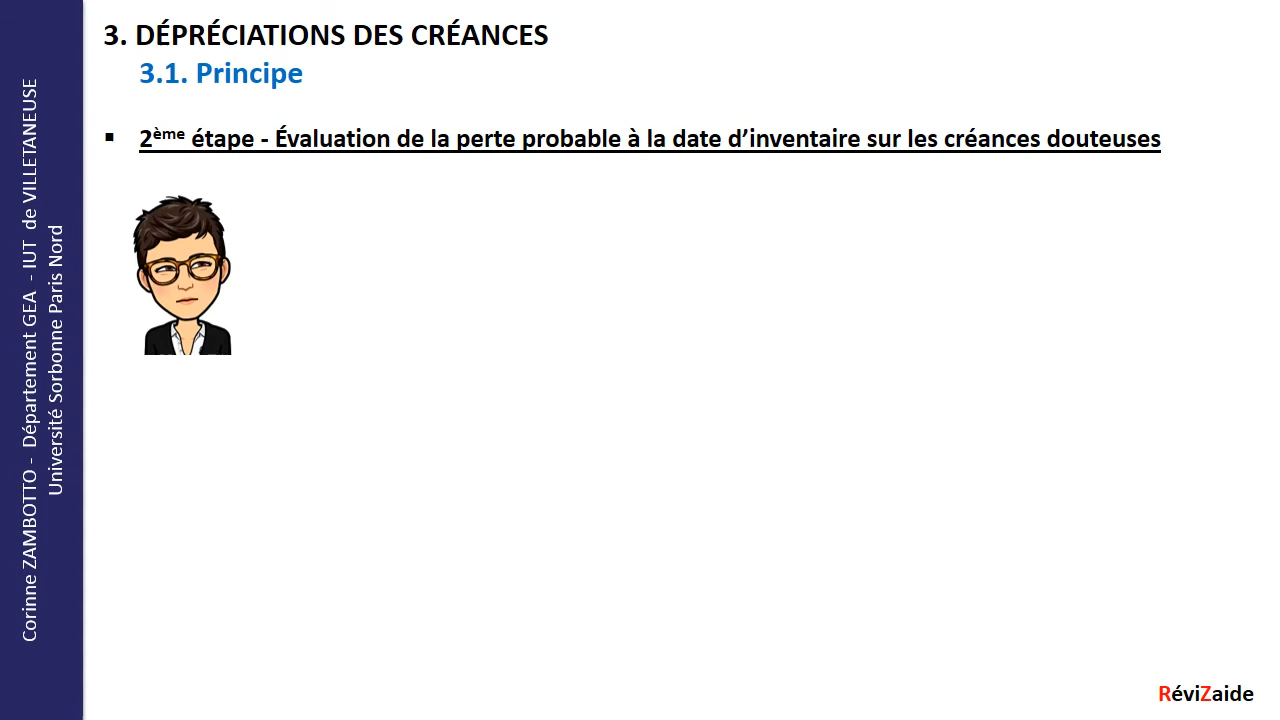 3. DÉPRÉCIATIONS DES CRÉANCES
3.1. Principe
▪ 2ème étape - Évaluation de la perte probable à la date d’inventaire sur les créances douteuses
Corinne ZAMBOTTO - Département GEA - IUT de VILLETANEUSE
Université Sorbonne Paris Nord
RéviZaide